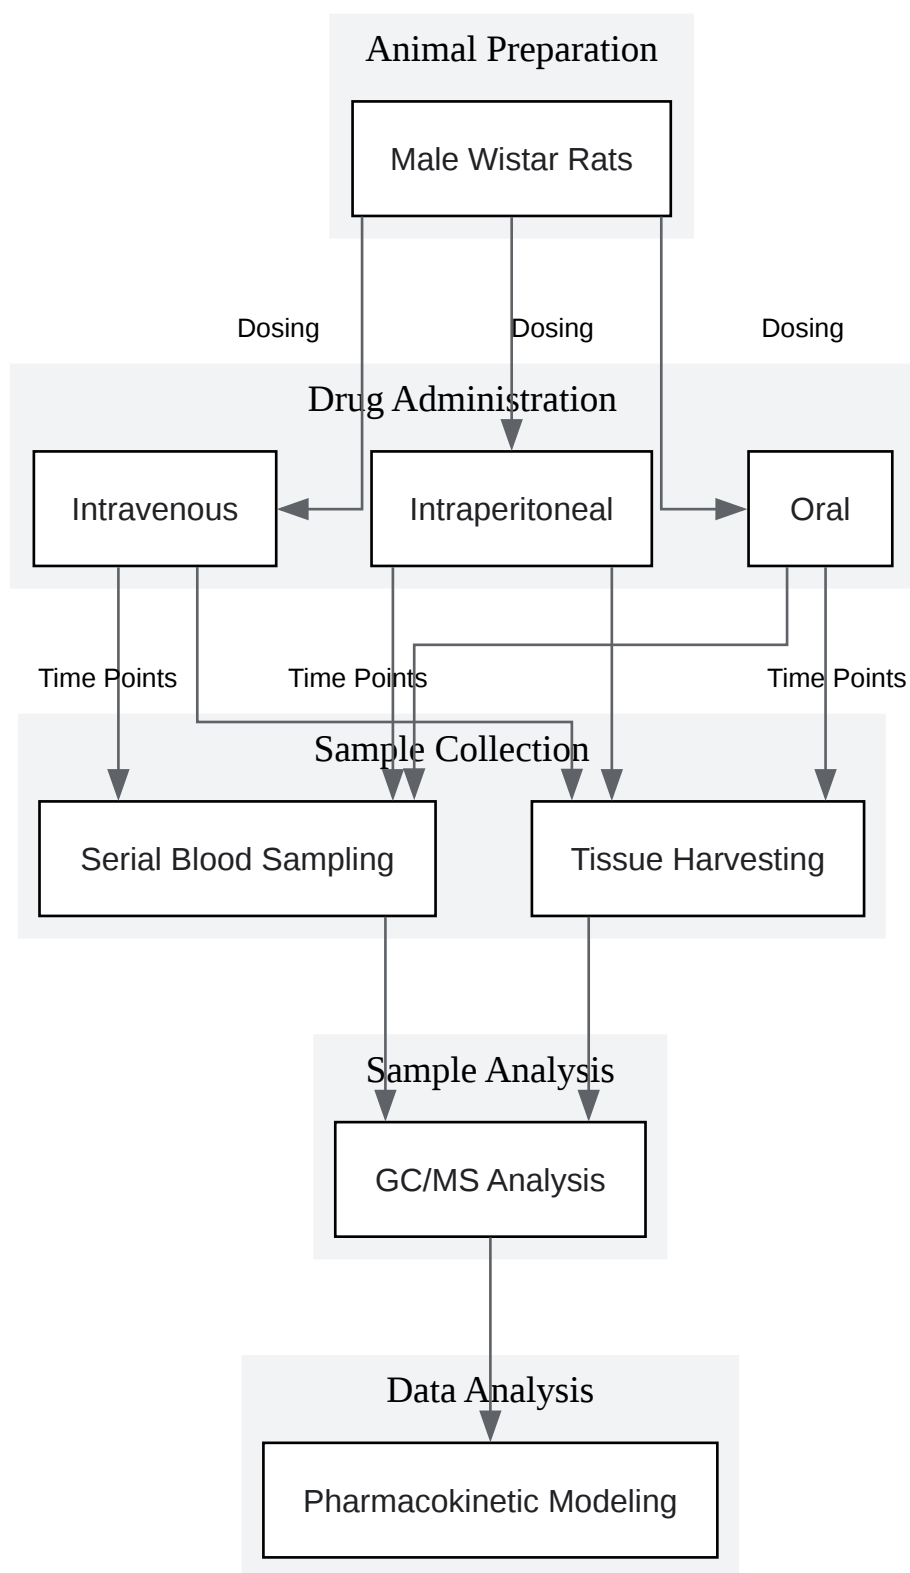 Animal Preparation
Male Wistar Rats
Dosing
Dosing
Dosing
Drug Administration
Intravenous
Intraperitoneal
Oral
Time Points
Time Points
Time Points
Sample Collection
Serial Blood Sampling
Tissue Harvesting
Sample Analysis
GC/MS Analysis
Data Analysis
Pharmacokinetic Modeling